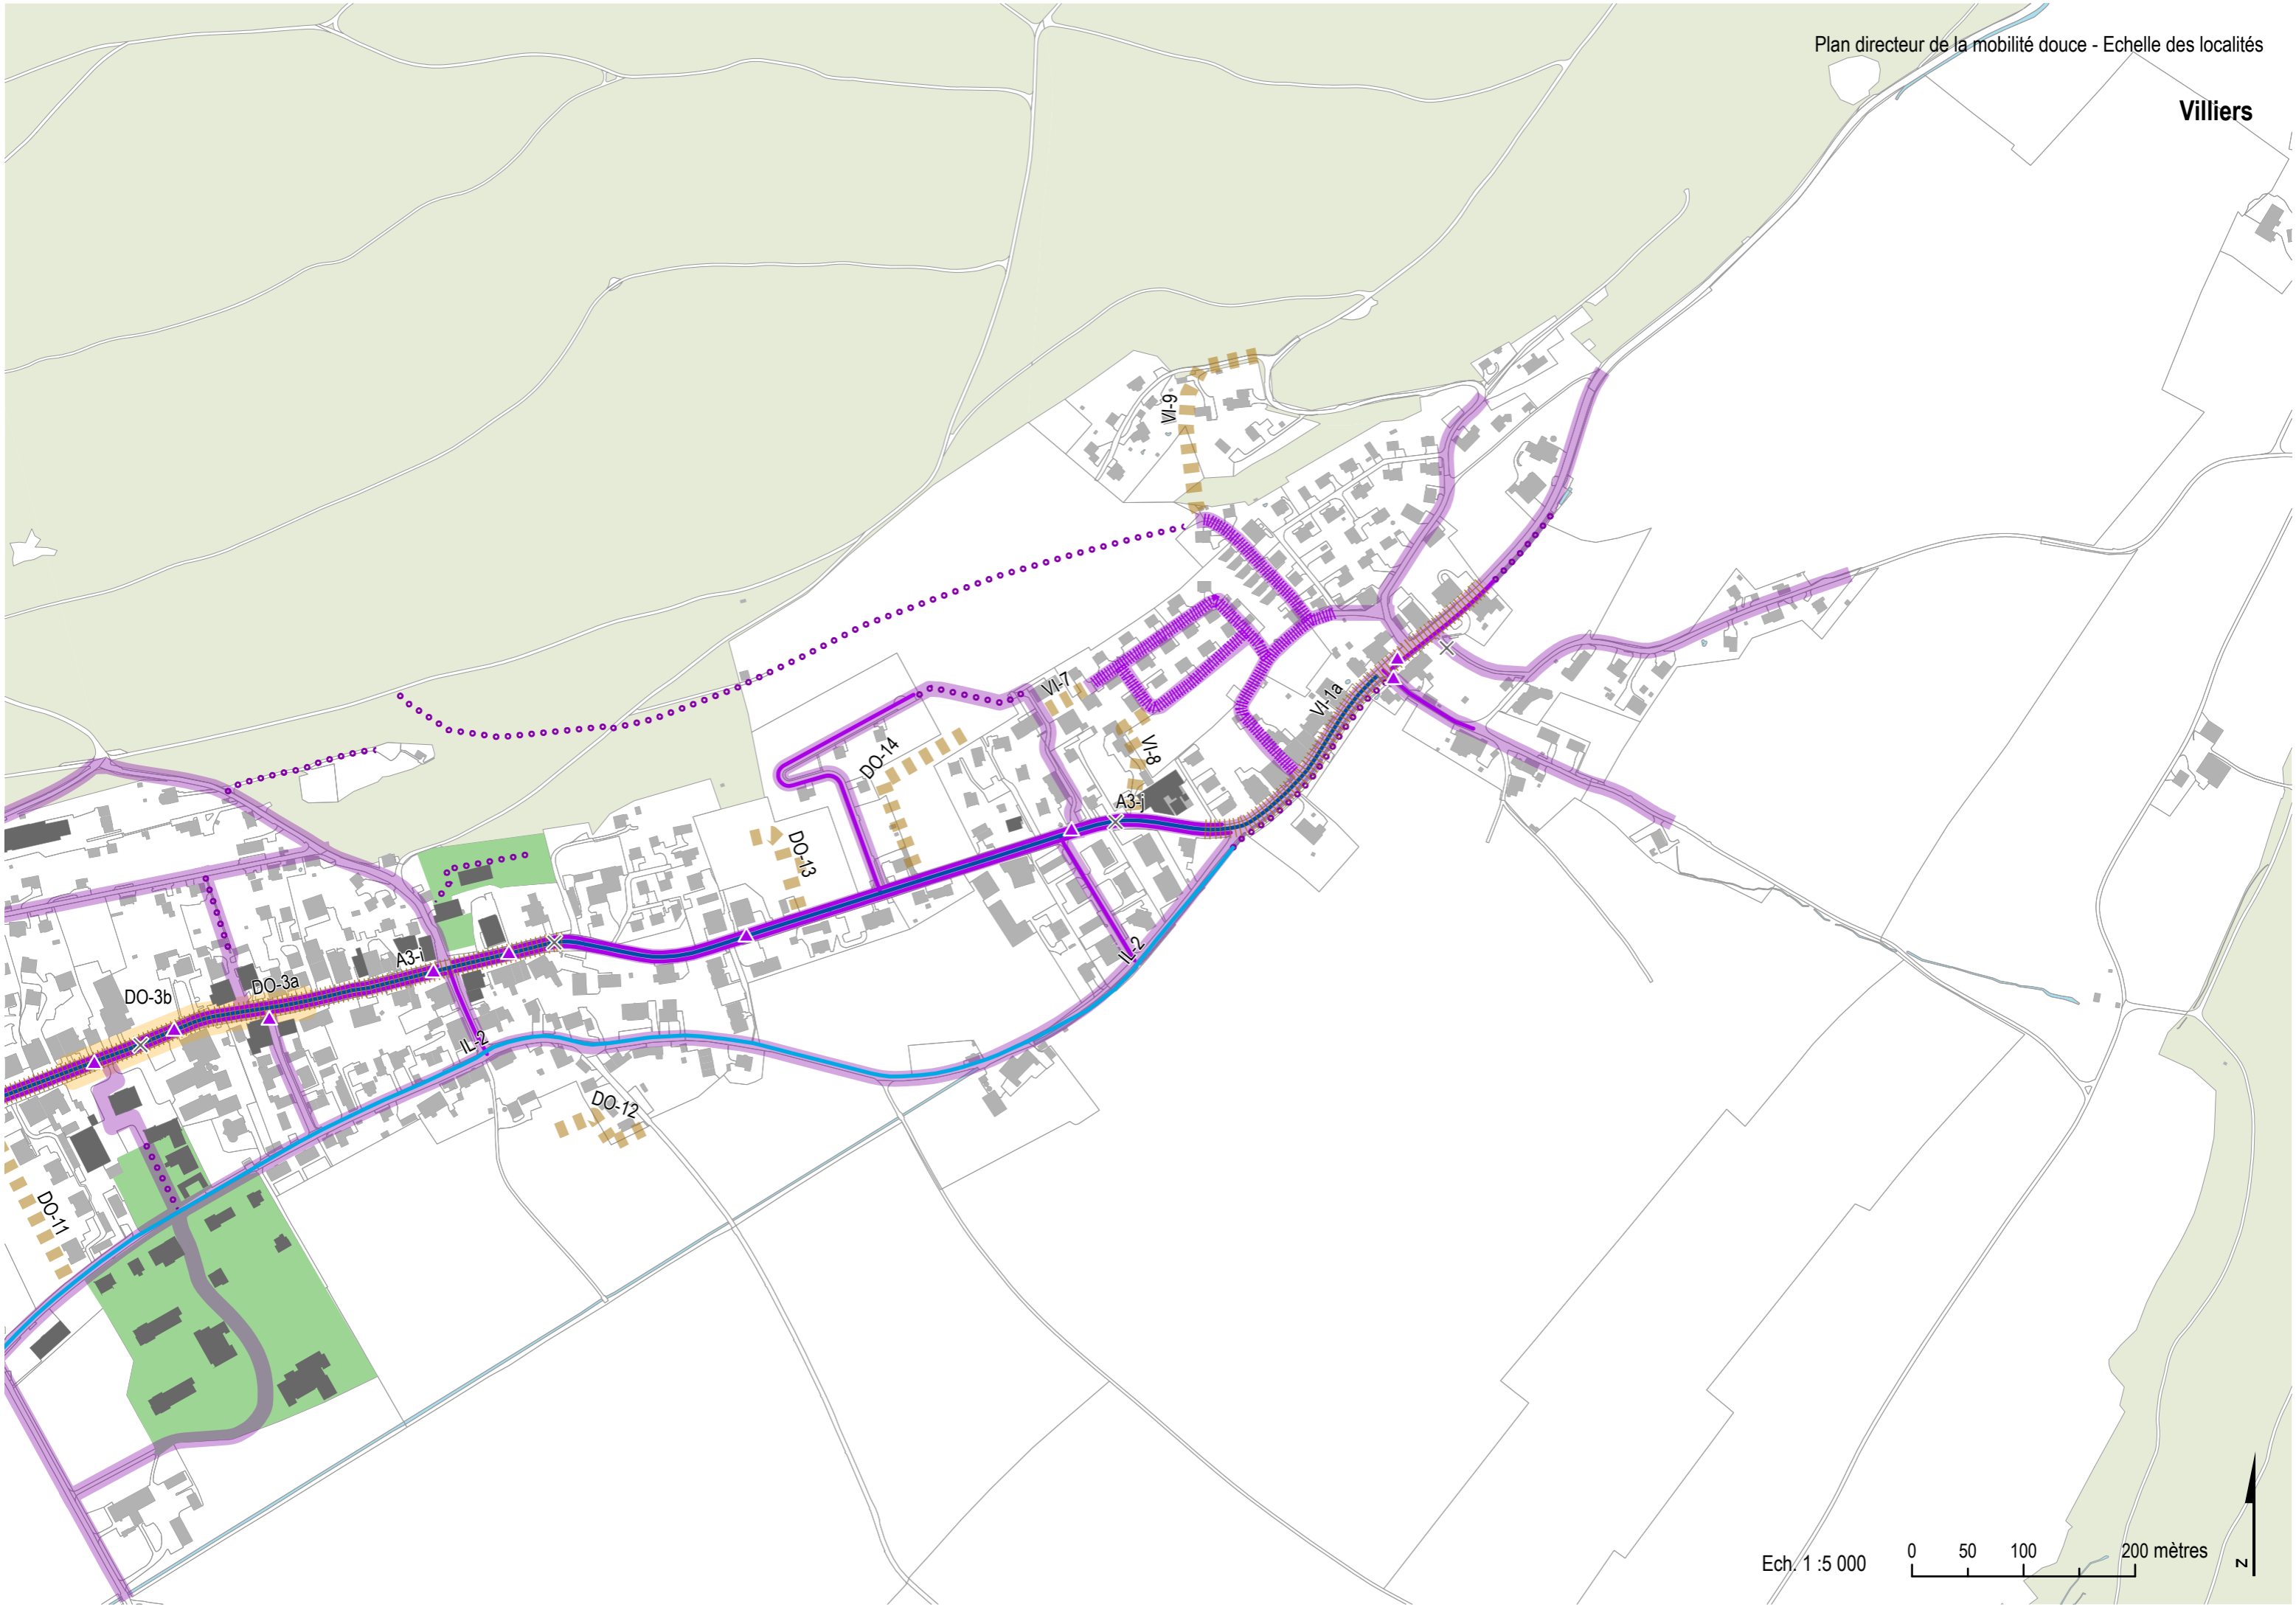 Plan directeur de la mobilité douce - Echelle des localités
Villiers
VI-9
VI-7
VI-1a
DO-14
VI-8
A3-j
DO-13
IL-2
A3-i
DO-3a
DO-3b
IL-2
DO-12
DO-11
Ech. 1 :5 000
0 50 100 200 mètres
N